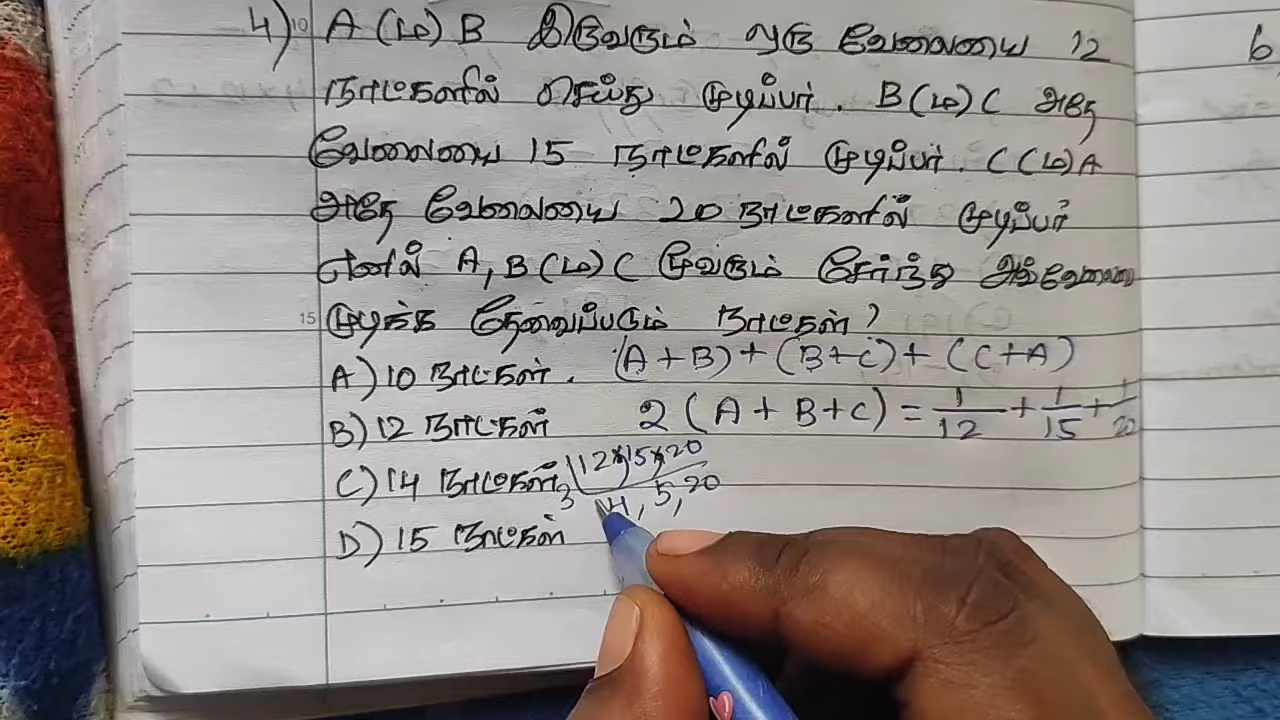 4) A (ம) B இருவரும் ஒரு வேலையை 12 6
நாட்களில் செய்து முடிப்பர். B (ம) C அதே
வேலையை 15 நாட்களில் முடிப்பர். C (ம) A
அதே வேலையை 20 நாட்களில் முடிப்பர்
எனில் A, B (ம) C மூவரும் சேர்ந்து அவ்வேலையை
முடிக்க தேவைப்படும் நாட்கள்?
A) 10 நாட்கள். (A + B) + (B + C) + (C + A)
B) 12 நாட்கள் 2 (A + B + C) = 1/12 + 1/15 + 1/20
C) 14 நாட்கள் 3 | 12, 15, 20
4, 5, 20
D) 15 நாட்கள்